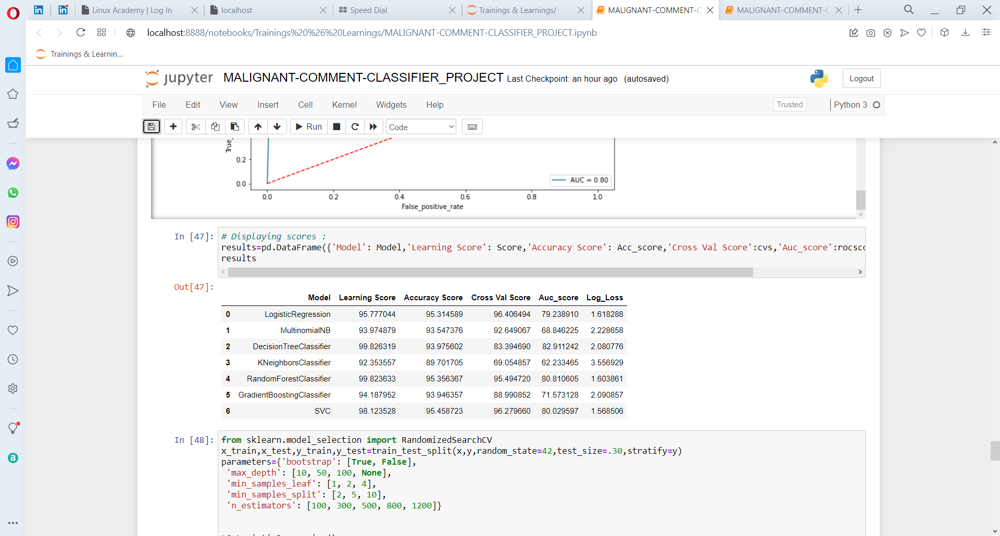 Linux Academy | Log In
localhost
Speed Dial
Trainings & Learnings/
MALIGNANT-COMMENT-C
MALIGNANT-COMMENT-C
localhost:8888/notebooks/Trainings%20%26%20Learnings/MALIGNANT-COMMENT-CLASSIFIER_PROJECT.ipynb
Trainings & Learnin...
jupyter MALIGNANT-COMMENT-CLASSIFIER_PROJECT Last Checkpoint: an hour ago (autosaved)
Logout
File Edit View Insert Cell Kernel Widgets Help Trusted Python 3
Run Code
True_
0.2
0.0
AUC = 0.80
0.0 0.2 0.4 0.6 0.8 1.0
False_positive_rate
In [47]: # Displaying scores :
results=pd.DataFrame({'Model': Model,'Learning Score': Score,'Accuracy Score': Acc_score,'Cross Val Score':cvs,'Auc_score':rocsco
results
Out[47]:
Model Learning Score Accuracy Score Cross Val Score Auc_score Log_Loss
0 LogisticRegression 95.777044 95.314589 96.406494 79.238910 1.618288
1 MultinomialNB 93.974879 93.547376 92.649067 68.846225 2.228658
2 DecisionTreeClassifier 99.826319 93.975602 83.394690 82.911242 2.080776
3 KNeighborsClassifier 92.353557 89.701705 69.054857 62.233465 3.556929
4 RandomForestClassifier 99.823633 95.356367 95.494720 80.810605 1.603861
5 GradientBoostingClassifier 94.187952 93.946357 88.990852 71.573128 2.090857
6 SVC 98.123528 95.458723 96.279660 80.029597 1.568506
In [48]: from sklearn.model_selection import RandomizedSearchCV
x_train,x_test,y_train,y_test=train_test_split(x,y,random_state=42,test_size=.30,stratify=y)
parameters={'bootstrap': [True, False],
'max_depth': [10, 50, 100, None],
'min_samples_leaf': [1, 2, 4],
'min_samples_split': [2, 5, 10],
'n_estimators': [100, 300, 500, 800, 1200]}